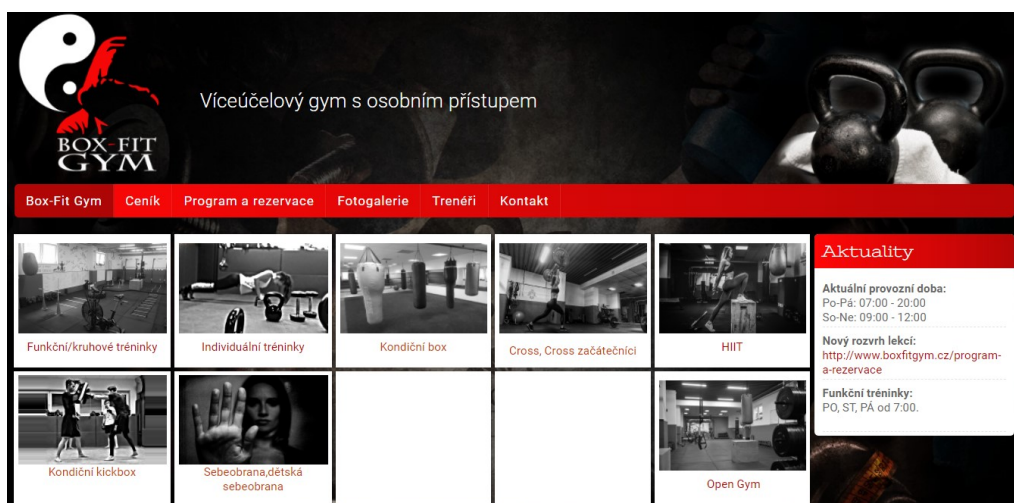 BOX-FIT
GYM
Víceúčelový gym s osobním přístupem
Box-Fit Gym
Ceník
Program a rezervace
Fotogalerie
Trenéři
Kontakt
Funkční/kruhové tréninky
Individuální tréninky
Kondiční box
Cross, Cross začátečníci
HIIT
Kondiční kickbox
Sebeobrana,dětská
sebeobrana
Open Gym
Aktuality
Aktuální provozní doba:
Po-Pá: 07:00 - 20:00
So-Ne: 09:00 - 12:00
Nový rozvrh lekcí:
http://www.boxfitgym.cz/program-
a-rezervace
Funkční tréninky:
PO, ST, PÁ od 7:00.